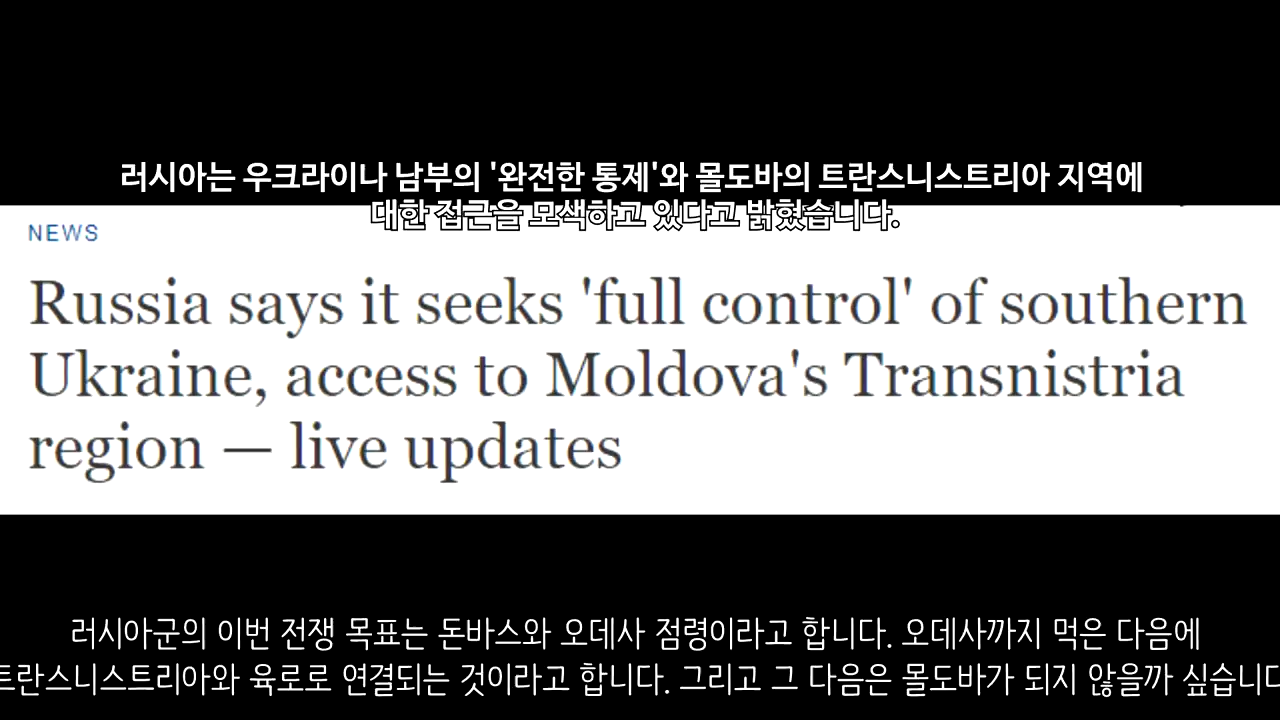 러시아는 우크라이나 남부의 '완전한 통제'와 몰도바의 트란스니스트리아 지역에
대한 접근을 모색하고 있다고 밝혔습니다.
NEWS
Russia says it seeks 'full control' of southern
Ukraine, access to Moldova's Transnistria
region — live updates
러시아군의 이번 전쟁 목표는 돈바스와 오데사 점령이라고 합니다. 오데사까지 먹은 다음에
트란스니스트리아와 육로로 연결되는 것이라고 합니다. 그리고 그 다음은 몰도바가 되지 않을까 싶습니다